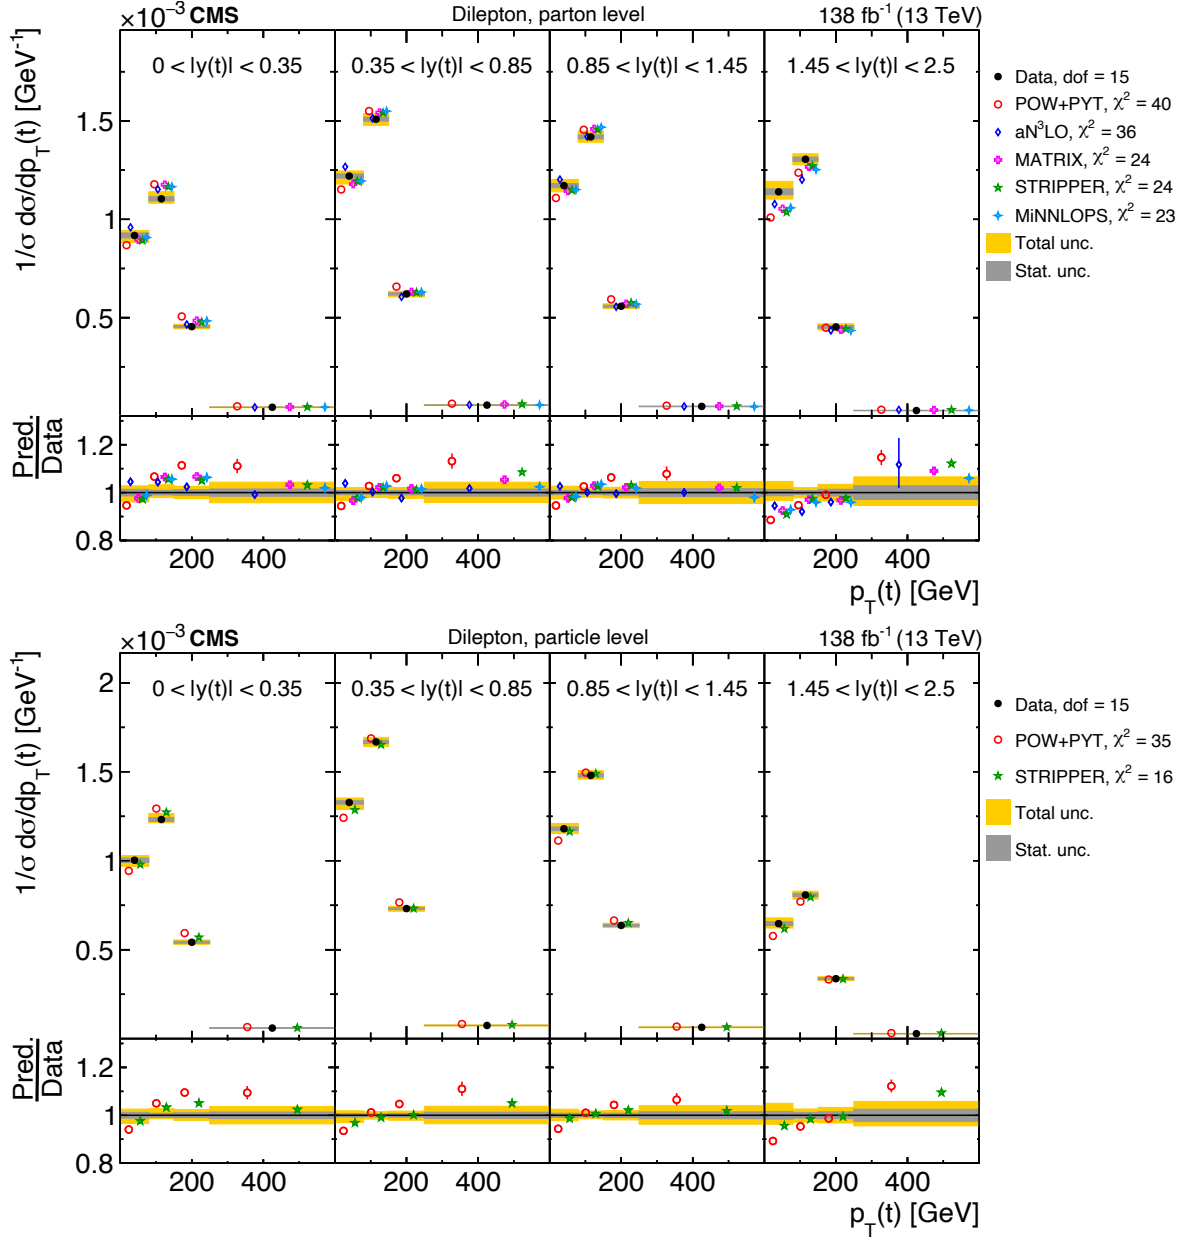 ×10⁻³ CMS Dilepton, parton level 138 fb⁻¹ (13 TeV)
0 < |y(t)| < 0.35 0.35 < |y(t)| < 0.85 0.85 < |y(t)| < 1.45 1.45 < |y(t)| < 2.5
1/σ dσ/dp_T(t) [GeV⁻¹]
1.5
1
0.5
Data, dof = 15
POW+PYT, χ² = 40
aN³LO, χ² = 36
MATRIX, χ² = 24
STRIPPER, χ² = 24
MiNNLOPS, χ² = 23
Total unc.
Stat. unc.
Pred.
Data
1.2
1
0.8
200 400 200 400 200 400 200 400
p_T(t) [GeV]
×10⁻³ CMS Dilepton, particle level 138 fb⁻¹ (13 TeV)
0 < |y(t)| < 0.35 0.35 < |y(t)| < 0.85 0.85 < |y(t)| < 1.45 1.45 < |y(t)| < 2.5
1/σ dσ/dp_T(t) [GeV⁻¹]
2
1.5
1
0.5
Data, dof = 15
POW+PYT, χ² = 35
STRIPPER, χ² = 16
Total unc.
Stat. unc.
Pred.
Data
1.2
1
0.8
200 400 200 400 200 400 200 400
p_T(t) [GeV]